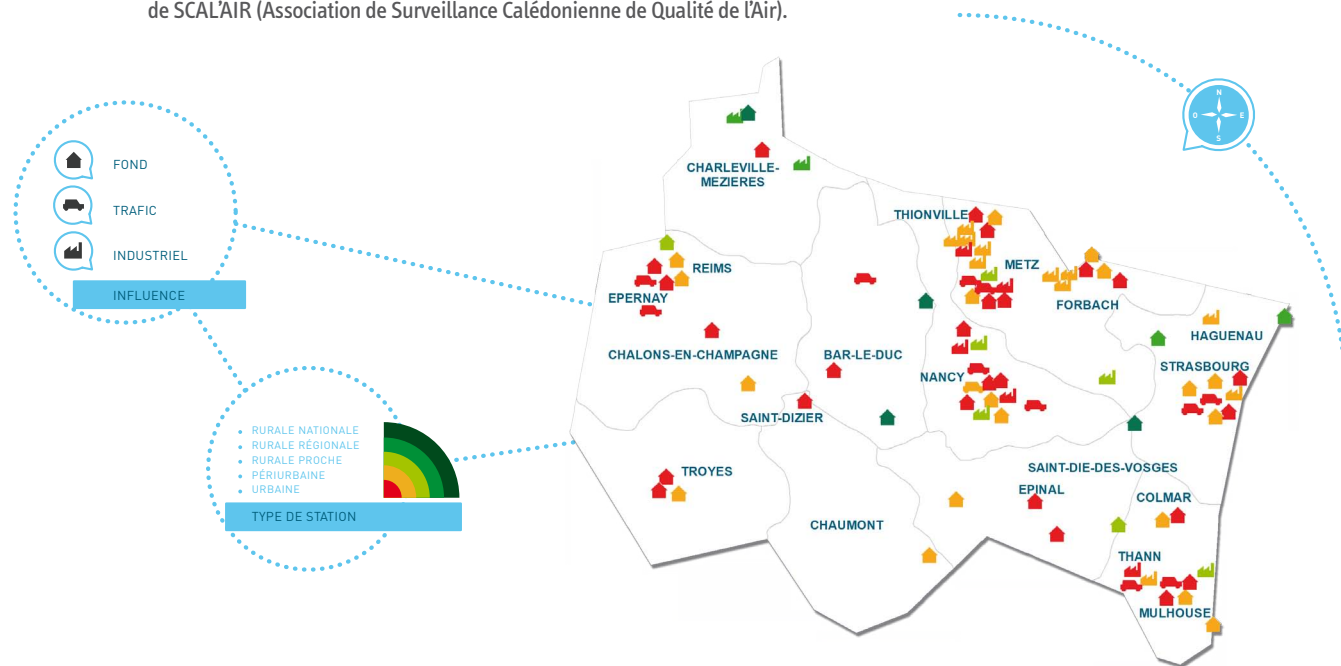 de SCAL'AIR (Association de Surveillance Calédonienne de Qualité de l'Air).
FOND
TRAFIC
INDUSTRIEL
INFLUENCE
RURALE NATIONALE
RURALE RÉGIONALE
RURALE PROCHE
PÉRIURBAINE
URBAINE
TYPE DE STATION
N
O
E
S
CHARLEVILLE-
MEZIERES
THIONVILLE
REIMS
METZ
EPERNAY
FORBACH
HAGUENAU
CHALONS-EN-CHAMPAGNE
BAR-LE-DUC
STRASBOURG
NANCY
SAINT-DIZIER
SAINT-DIE-DES-VOSGES
TROYES
EPINAL
COLMAR
CHAUMONT
THANN
MULHOUSE